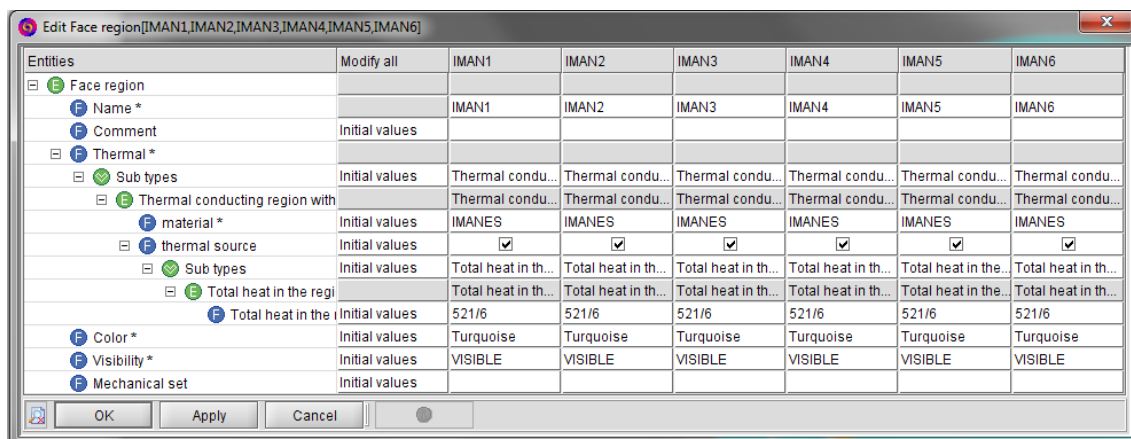 Edit Face region[IMAN1,IMAN2,IMAN3,IMAN4,IMAN5,IMAN6]
Entities Modify all IMAN1 IMAN2 IMAN3 IMAN4 IMAN5 IMAN6
E Face region
F Name * IMAN1 IMAN2 IMAN3 IMAN4 IMAN5 IMAN6
F Comment Initial values
F Thermal *
Sub types Initial values Thermal condu... Thermal condu... Thermal condu... Thermal condu... Thermal condu... Thermal condu...
E Thermal conducting region with Thermal condu... Thermal condu... Thermal condu... Thermal condu... Thermal condu... Thermal condu...
F material * Initial values IMANES IMANES IMANES IMANES IMANES IMANES
F thermal source Initial values
Sub types Initial values Total heat in th... Total heat in th... Total heat in th... Total heat in th... Total heat in the... Total heat in th...
E Total heat in the regi Total heat in th... Total heat in th... Total heat in th... Total heat in th... Total heat in the... Total heat in th...
F Total heat in the r Initial values 521/6 521/6 521/6 521/6 521/6 521/6
F Color * Initial values Turquoise Turquoise Turquoise Turquoise Turquoise Turquoise
F Visibility * Initial values VISIBLE VISIBLE VISIBLE VISIBLE VISIBLE VISIBLE
F Mechanical set Initial values
OK Apply Cancel